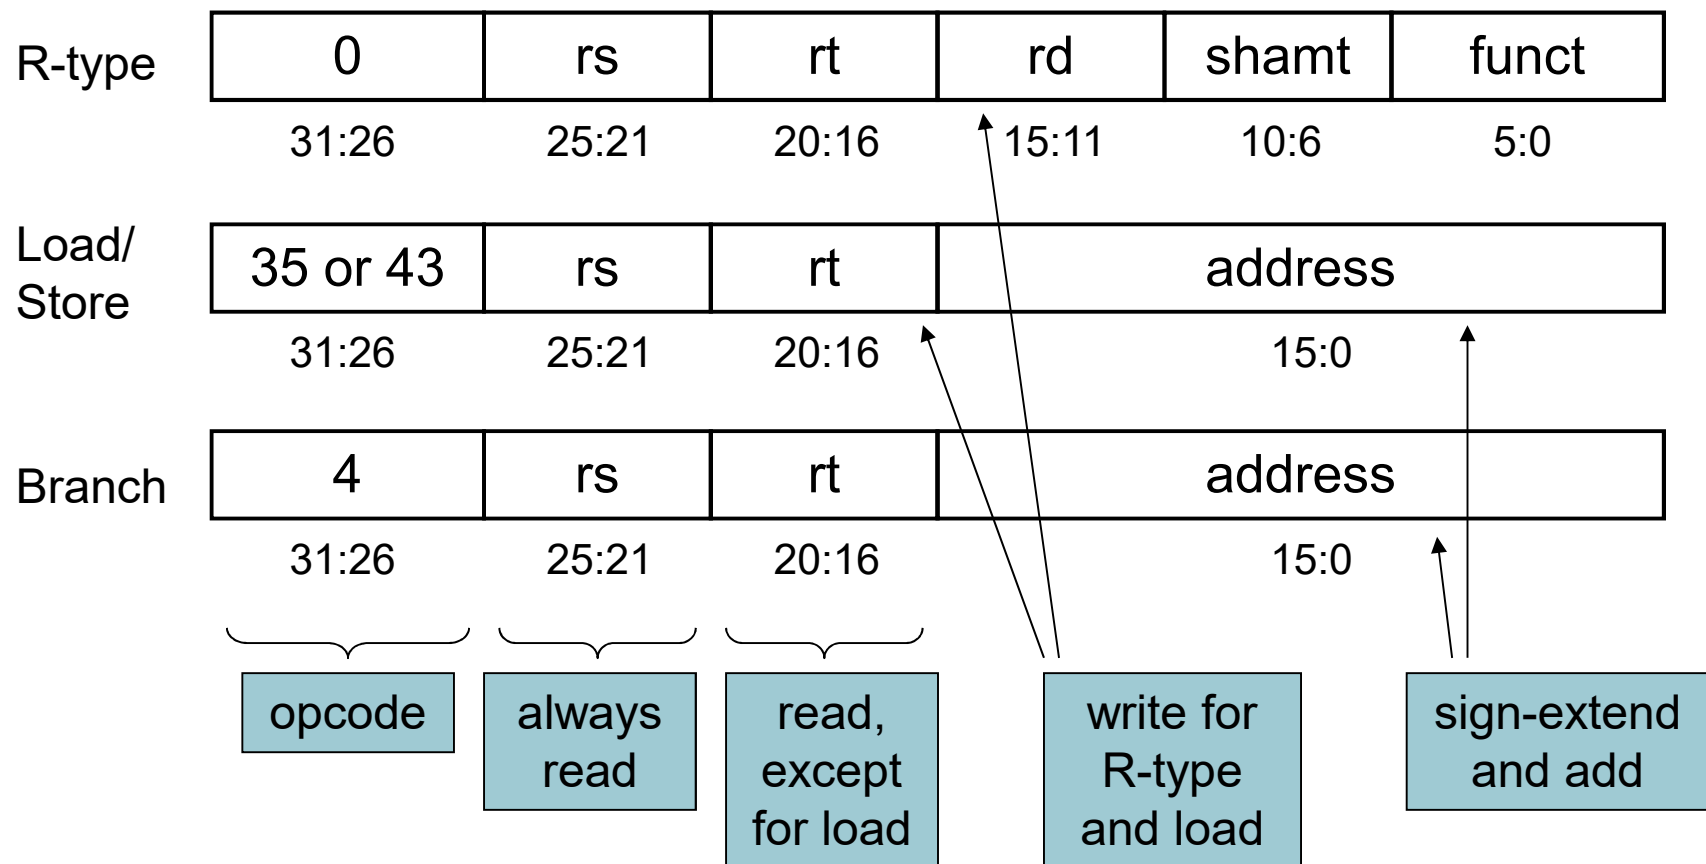 R-type 0 rs rt rd shamt funct
31:26 25:21 20:16 15:11 10:6 5:0
Load/
Store
35 or 43 rs rt address
31:26 25:21 20:16 15:0
Branch 4 rs rt address
31:26 25:21 20:16 15:0
opcode
always
read
read,
except
for load
write for
R-type
and load
sign-extend
and add